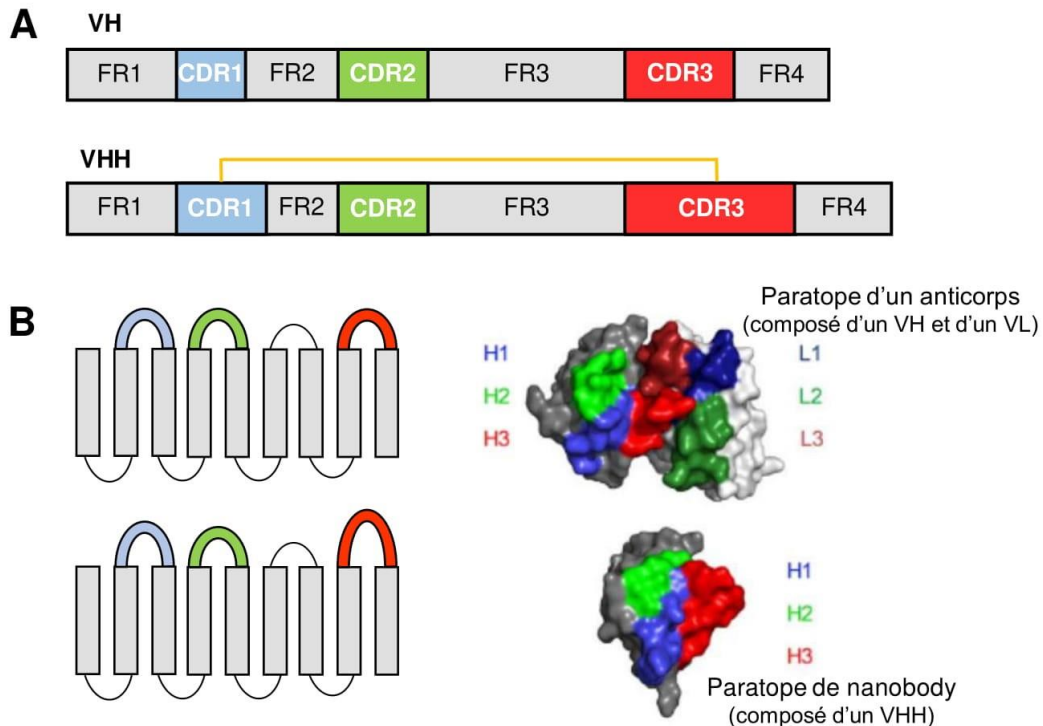 A
VH
FR1 CDR1 FR2 CDR2 FR3 CDR3 FR4
VHH
FR1 CDR1 FR2 CDR2 FR3 CDR3 FR4
B
Paratope d’un anticorps
(composé d’un VH et d’un VL)
H1 L1
H2 L2
H3 L3
H1
H2
H3
Paratope de nanobody
(composé d’un VHH)